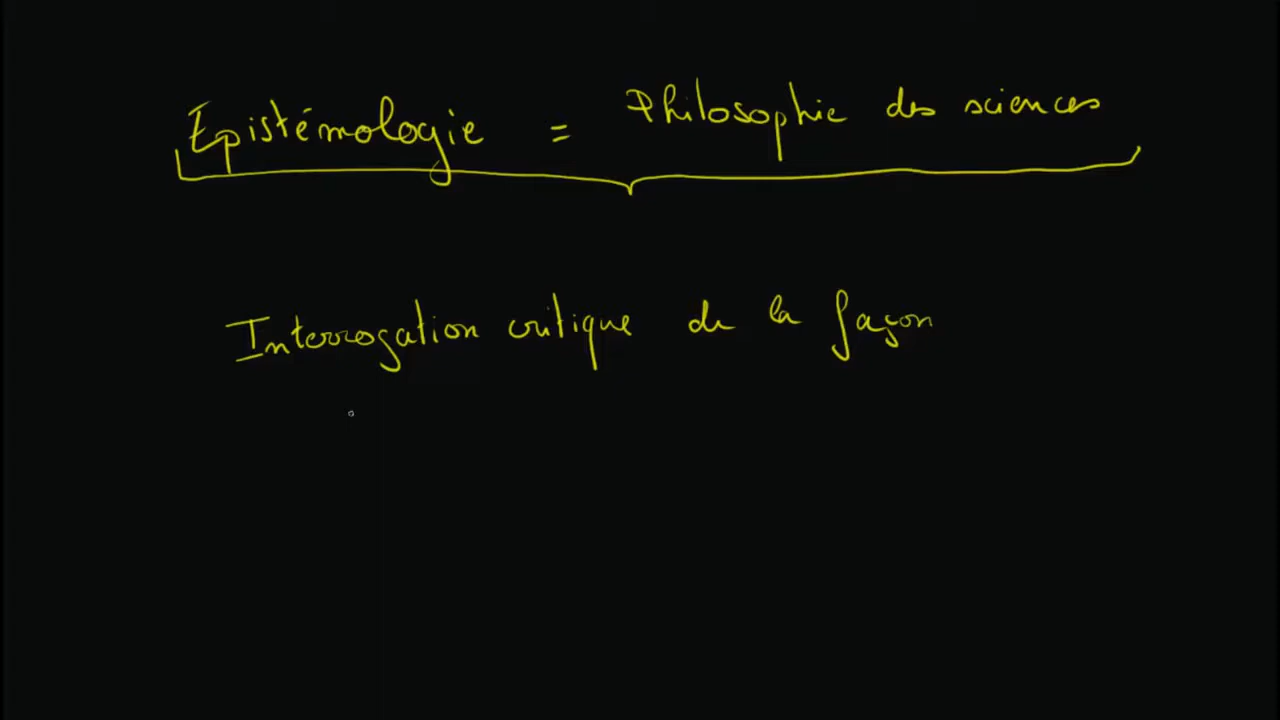 Epistémologie = Philosophie des sciences
Interrogation critique de la façon